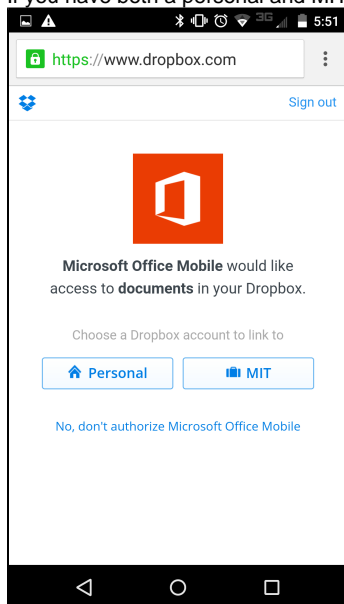 if you have both a personal and
3G 5:51
https://www.dropbox.com
Sign out
Microsoft Office Mobile would like
access to documents in your Dropbox.
Choose a Dropbox account to link to
Personal
MIT
No, don't authorize Microsoft Office Mobile